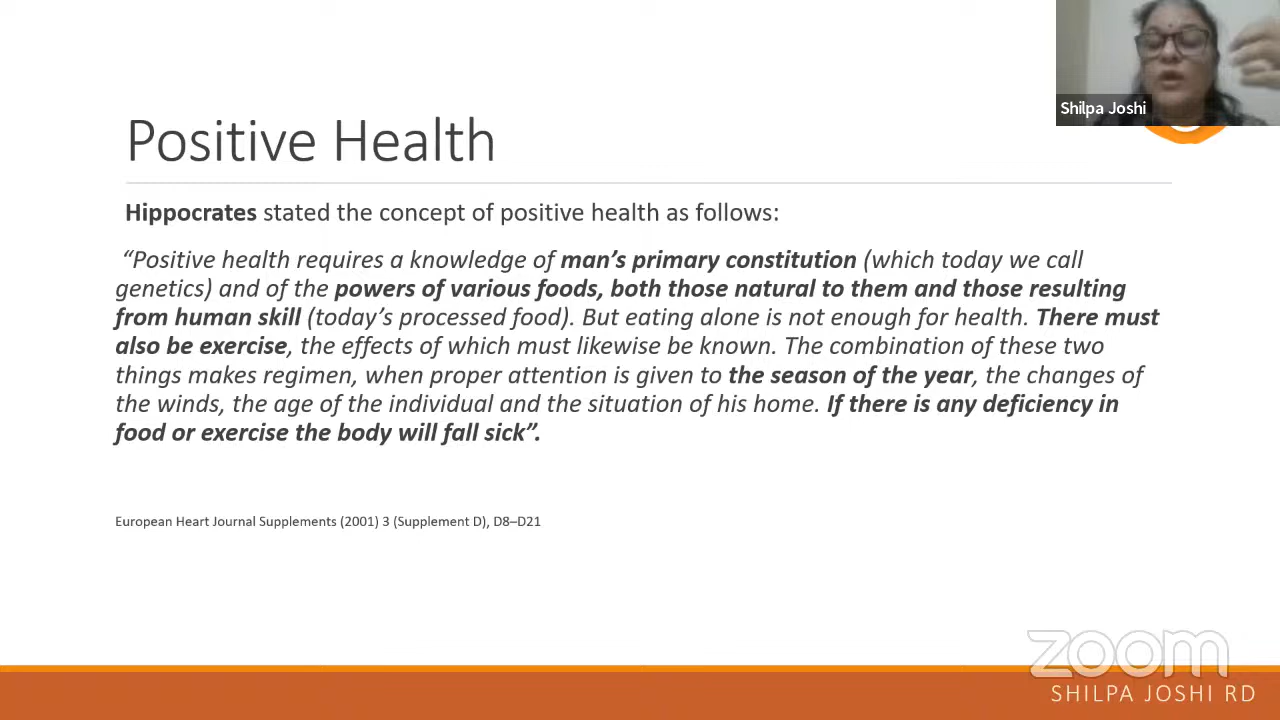 Shilpa Joshi
Positive Health
Hippocrates stated the concept of positive health as follows:
“Positive health requires a knowledge of man’s primary constitution (which today we call
genetics) and of the powers of various foods, both those natural to them and those resulting
from human skill (today’s processed food). But eating alone is not enough for health. There must
also be exercise, the effects of which must likewise be known. The combination of these two
things makes regimen, when proper attention is given to the season of the year, the changes of
the winds, the age of the individual and the situation of his home. If there is any deficiency in
food or exercise the body will fall sick”.
European Heart Journal Supplements (2001) 3 (Supplement D), D8–D21
zoom
SHILPA JOSHI RD